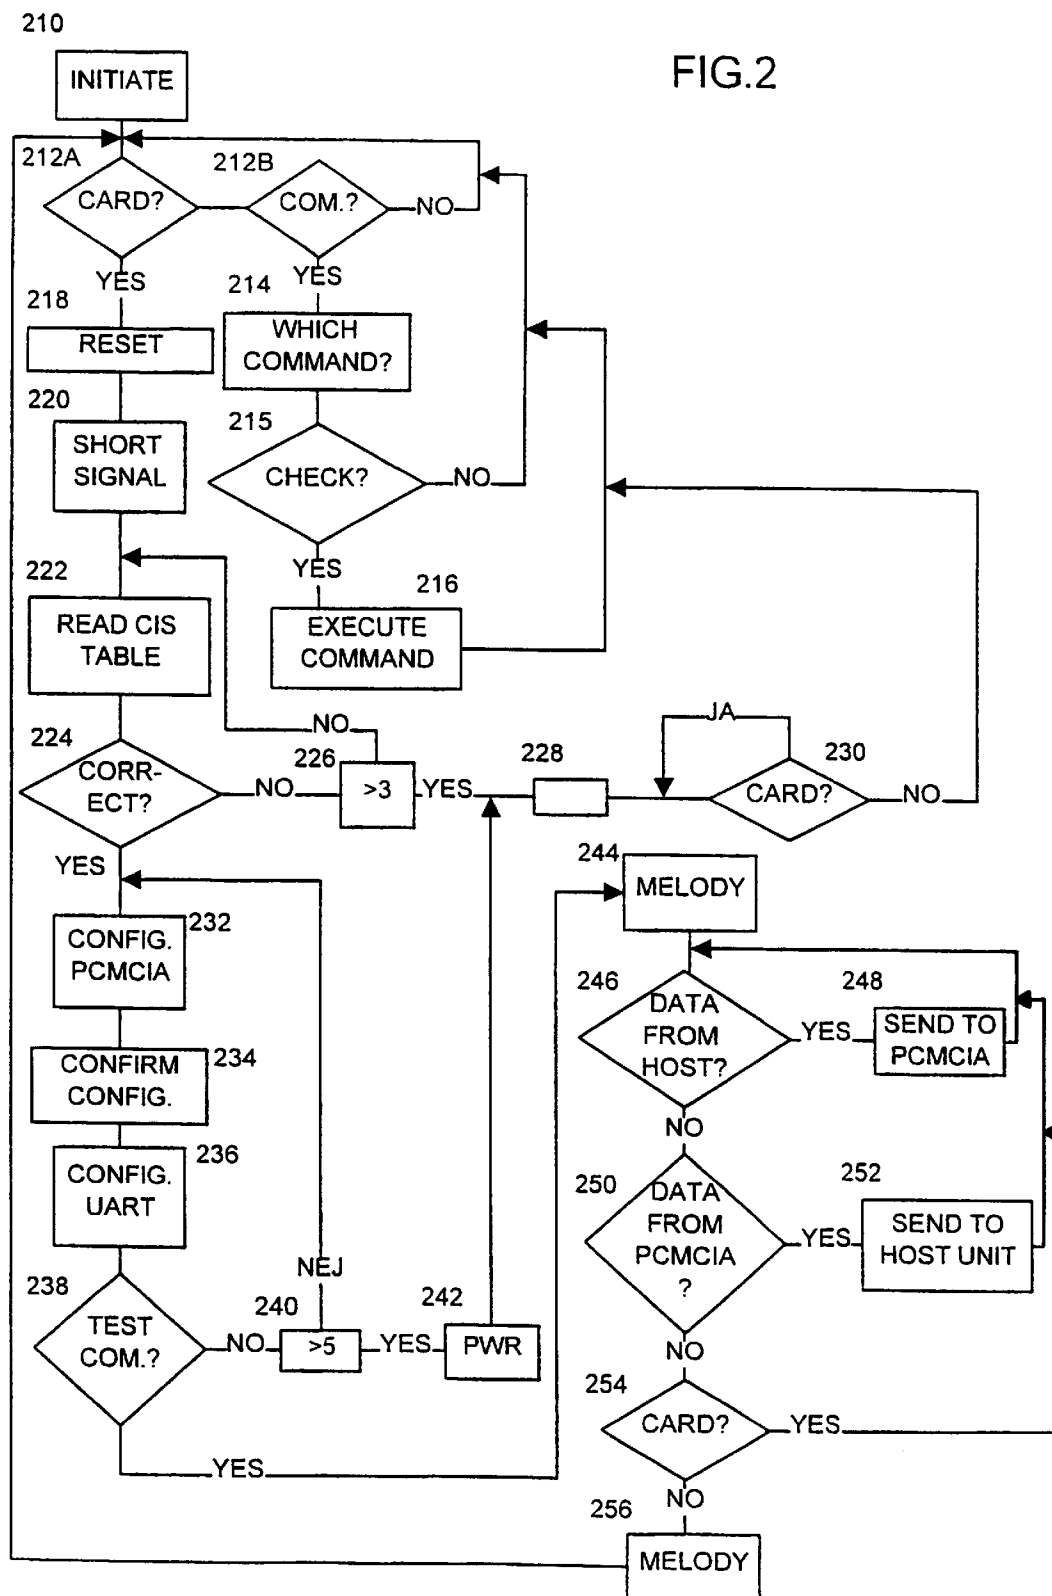 210
INITIATE
FIG.2
212A
212B
CARD?
COM.?
NO
YES
YES
218
214
RESET
WHICH
COMMAND?
220
215
SHORT
SIGNAL
CHECK?
NO
YES
222
216
READ CIS
TABLE
EXECUTE
COMMAND
NO
JA
224
226
228
230
CORR-
ECT?
NO
>3
YES
CARD?
NO
YES
244
MELODY
232
CONFIG.
PCMCIA
246
248
DATA
FROM
HOST?
YES
SEND TO
PCMCIA
234
CONFIRM
CONFIG.
NO
236
CONFIG.
UART
250
252
DATA
FROM
PCMCIA
?
YES
SEND TO
HOST UNIT
NEJ
238
240
242
TEST
COM.?
NO
>5
YES
PWR
NO
254
CARD?
YES
YES
NO
256
MELODY